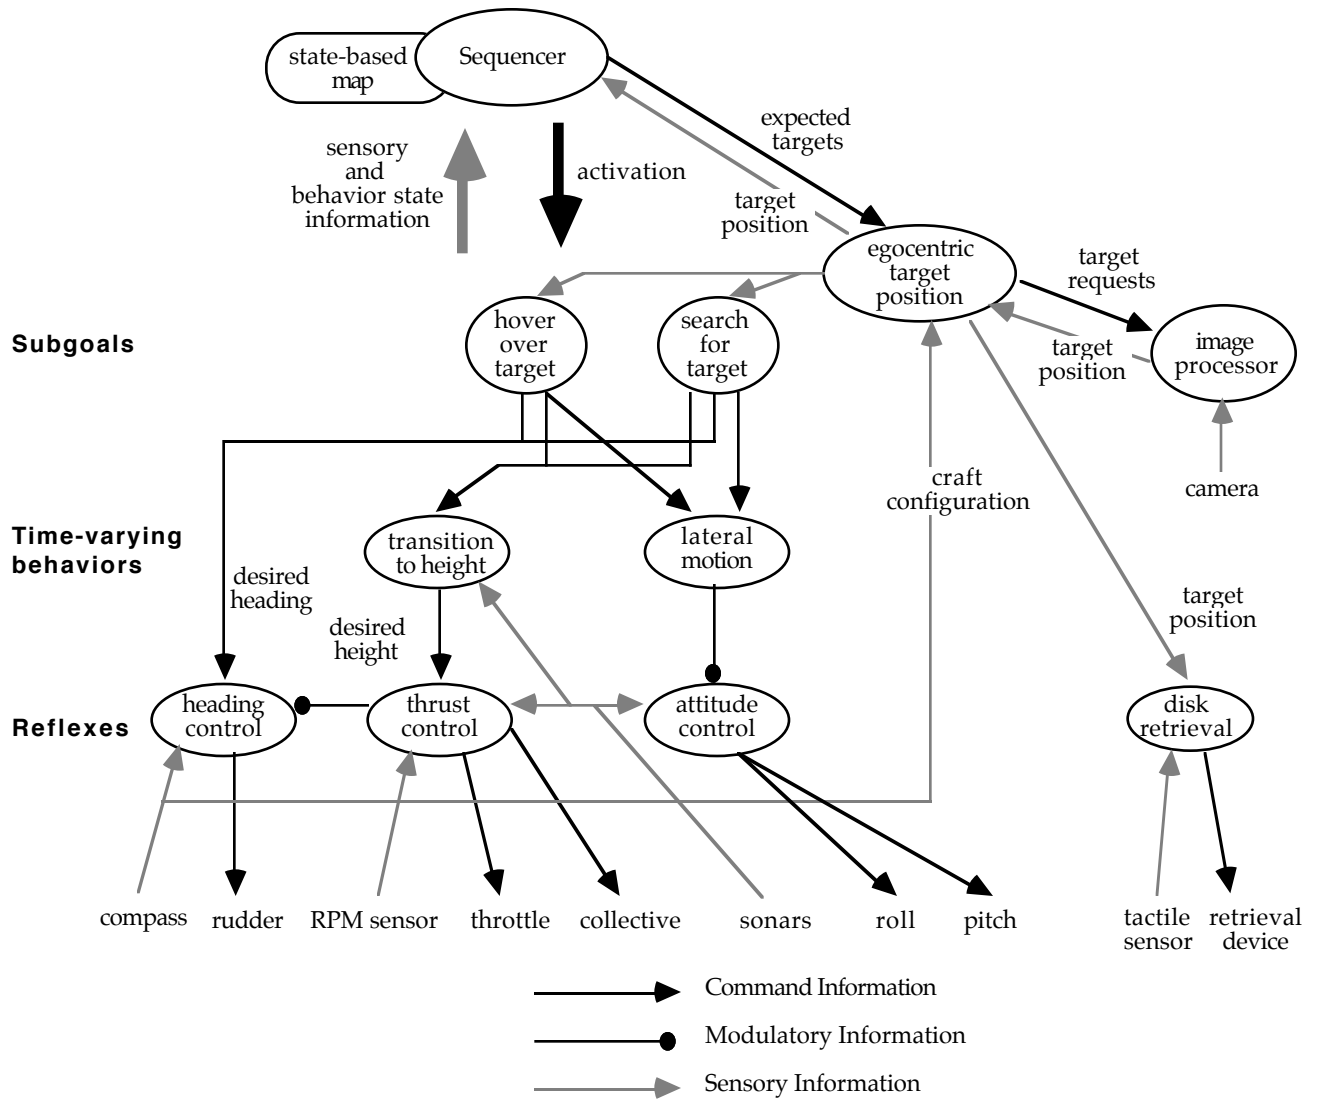 state-based
map
Sequencer
expected
targets
sensory
and
behavior state
information
activation
target
position
egocentric
target
position
target
requests
Subgoals
hover
over
target
search
for
target
target
position
image
processor
craft
configuration
camera
Time-varying
behaviors
transition
to height
lateral
motion
desired
heading
desired
height
target
position
Reflexes
heading
control
thrust
control
attitude
control
disk
retrieval
compass
rudder
RPM sensor
throttle
collective
sonars
roll
pitch
tactile
sensor
retrieval
device
Command Information
Modulatory Information
Sensory Information